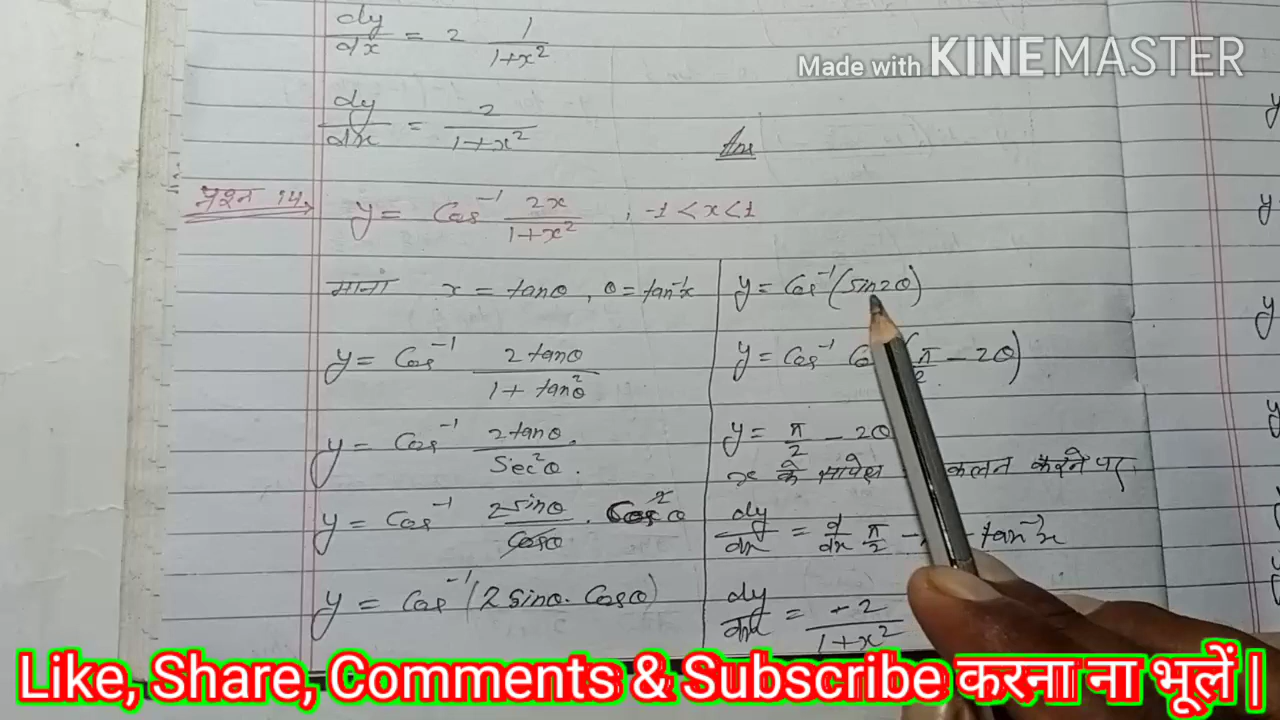 dy/dx = 2 1/1+x²
Made with KINEMASTER
dy/dx = 2/1+x²
Ans
प्रश्न 14.
y = Cos⁻¹ 2x/1+x² , -1 < x < 1
माना x = tanθ , θ = tan⁻¹x
y = Cos⁻¹ 2tanθ/1+tan²θ
y = Cos⁻¹ 2tanθ/Sec²θ.
y = Cos⁻¹ 2sinθ/Cosθ . Cos²θ
y = Cos⁻¹(2sinθ.Cosθ)
y = Cos⁻¹(sin2θ)
y = Cos⁻¹ (π/2 - 2θ)
y = π/2 - 2θ
x के सापेक्ष कलन करने पर
dy/dx = d/dx π/2 - tan⁻¹x
dy/dx = -2/1+x²
y
y
y
y
Like, Share, Comments & Subscribe करना ना भूलें |